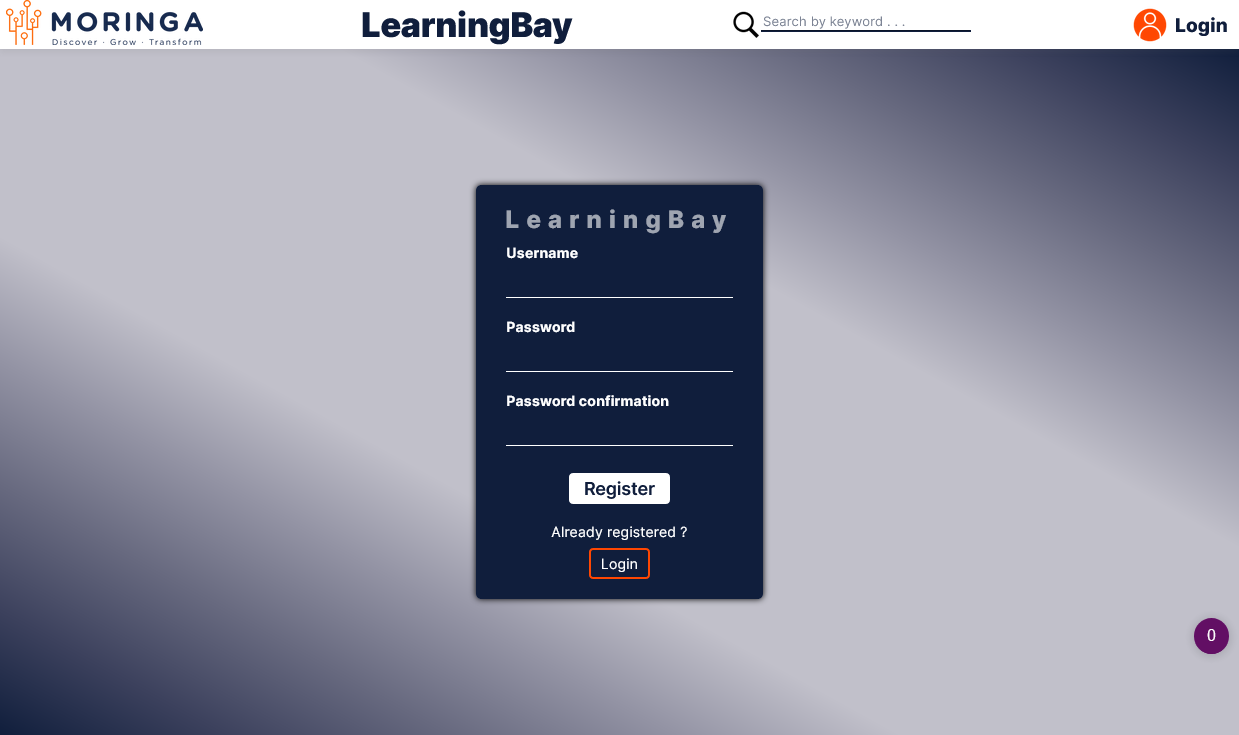 MORINGA
Discover · Grow · Transform
LearningBay
Search by keyword . . .
Login
LearningBay
Username
Password
Password confirmation
Register
Already registered ?
Login
0